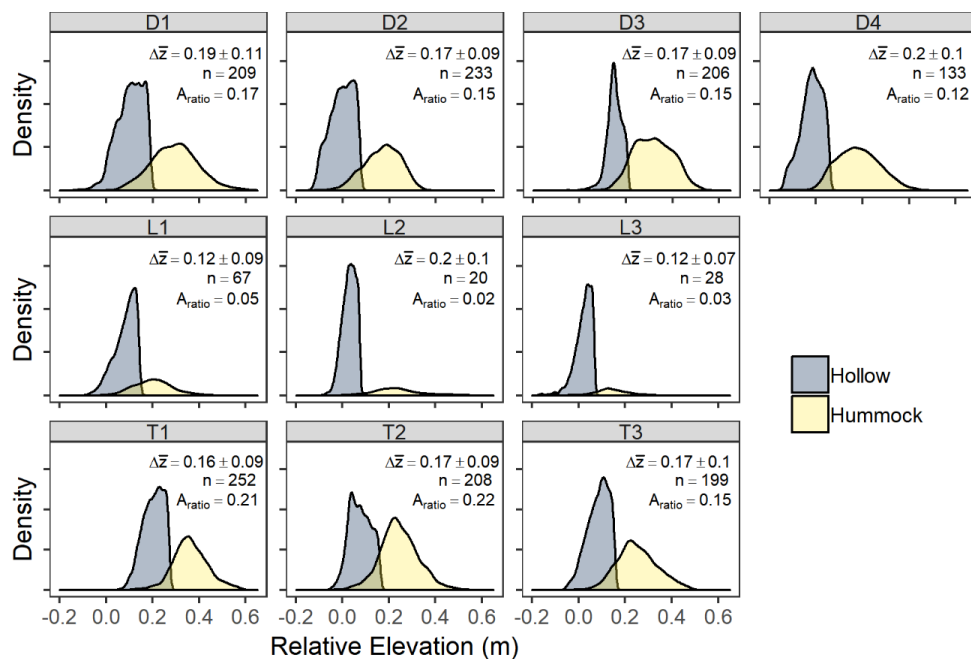 D1
Δz̄ = 0.19 ± 0.11
n = 209
A_ratio = 0.17
D2
Δz̄ = 0.17 ± 0.09
n = 233
A_ratio = 0.15
D3
Δz̄ = 0.17 ± 0.09
n = 206
A_ratio = 0.15
D4
Δz̄ = 0.2 ± 0.1
n = 133
A_ratio = 0.12
Density
L1
Δz̄ = 0.12 ± 0.09
n = 67
A_ratio = 0.05
L2
Δz̄ = 0.2 ± 0.1
n = 20
A_ratio = 0.02
L3
Δz̄ = 0.12 ± 0.07
n = 28
A_ratio = 0.03
Density
Hollow
Hummock
T1
Δz̄ = 0.16 ± 0.09
n = 252
A_ratio = 0.21
T2
Δz̄ = 0.17 ± 0.09
n = 208
A_ratio = 0.22
T3
Δz̄ = 0.17 ± 0.1
n = 199
A_ratio = 0.15
Density
-0.2 0.0 0.2 0.4 0.6 -0.2 0.0 0.2 0.4 0.6 -0.2 0.0 0.2 0.4 0.6
Relative Elevation (m)